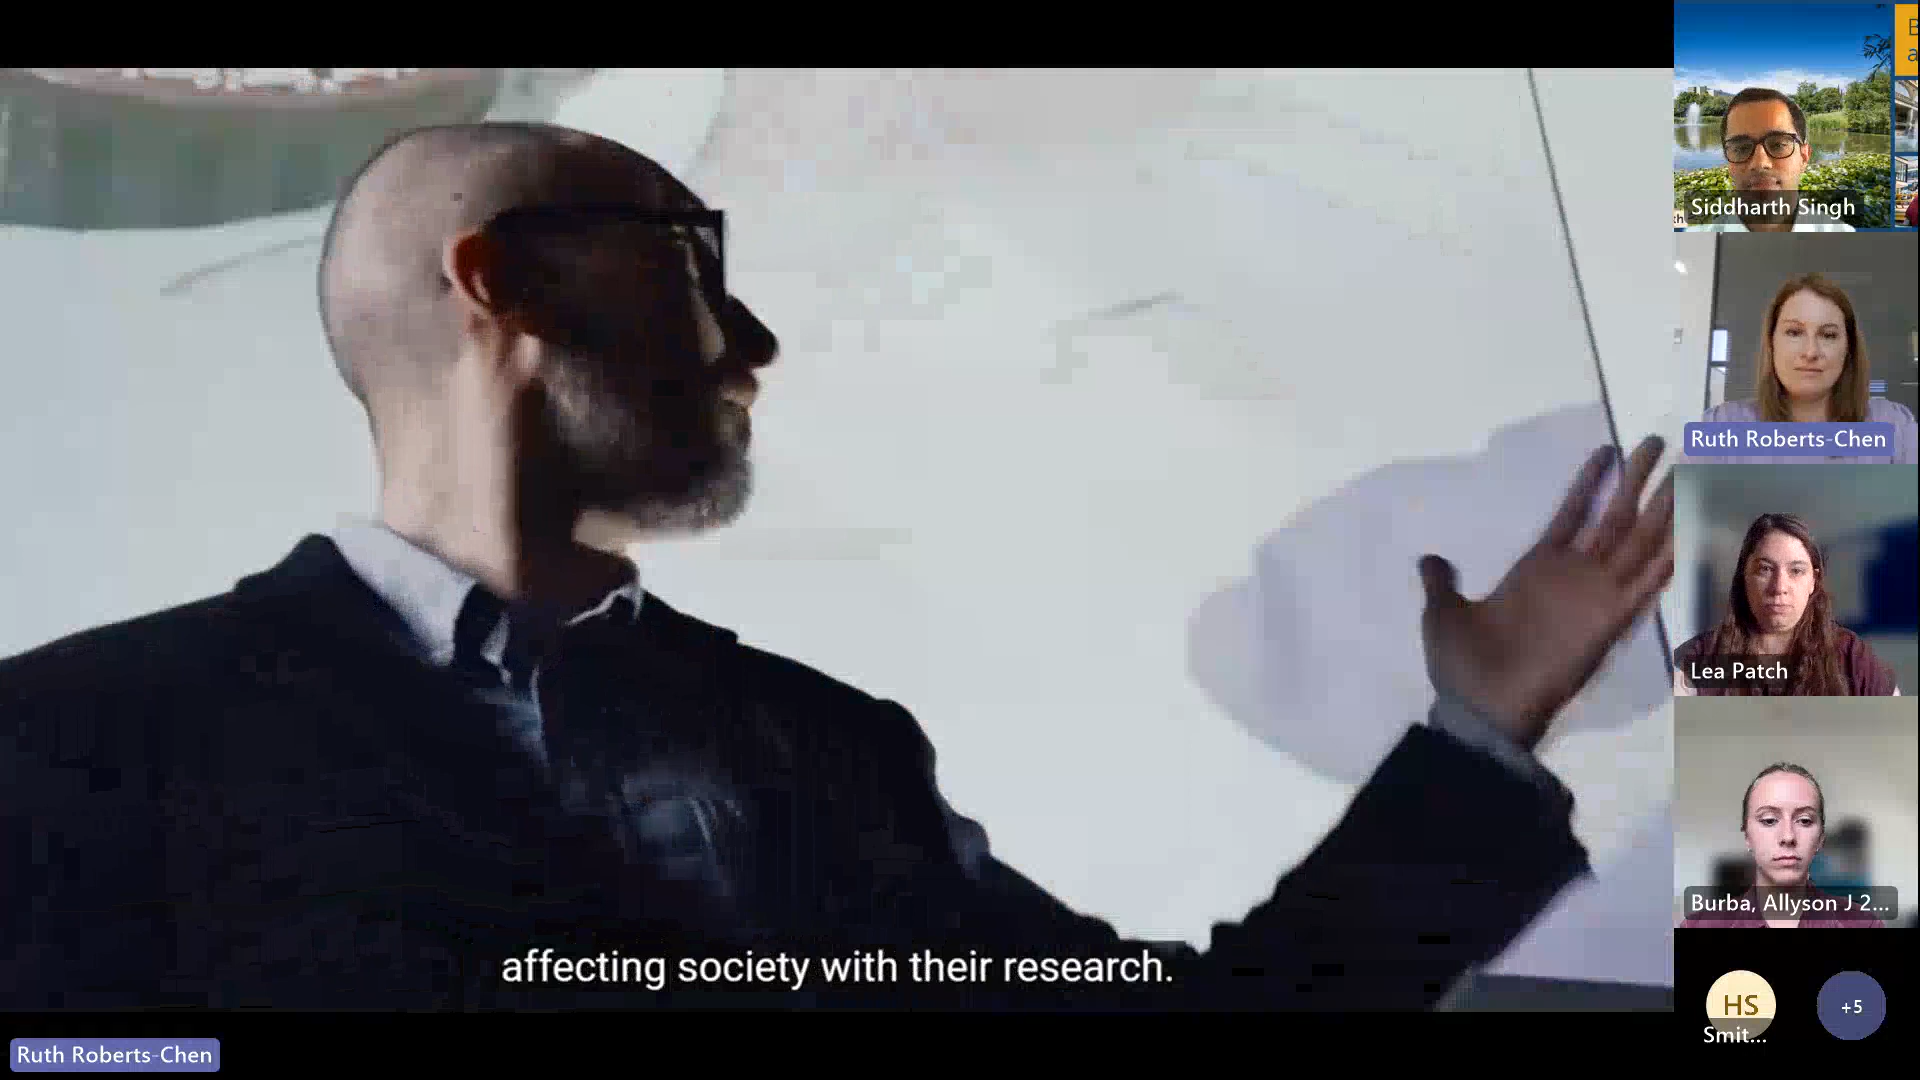 affecting society with their research.
Ruth Roberts-Chen
Siddharth Singh
Ruth Roberts-Chen
Lea Patch
Burba, Allyson J 2...
HS
Smit...
+5